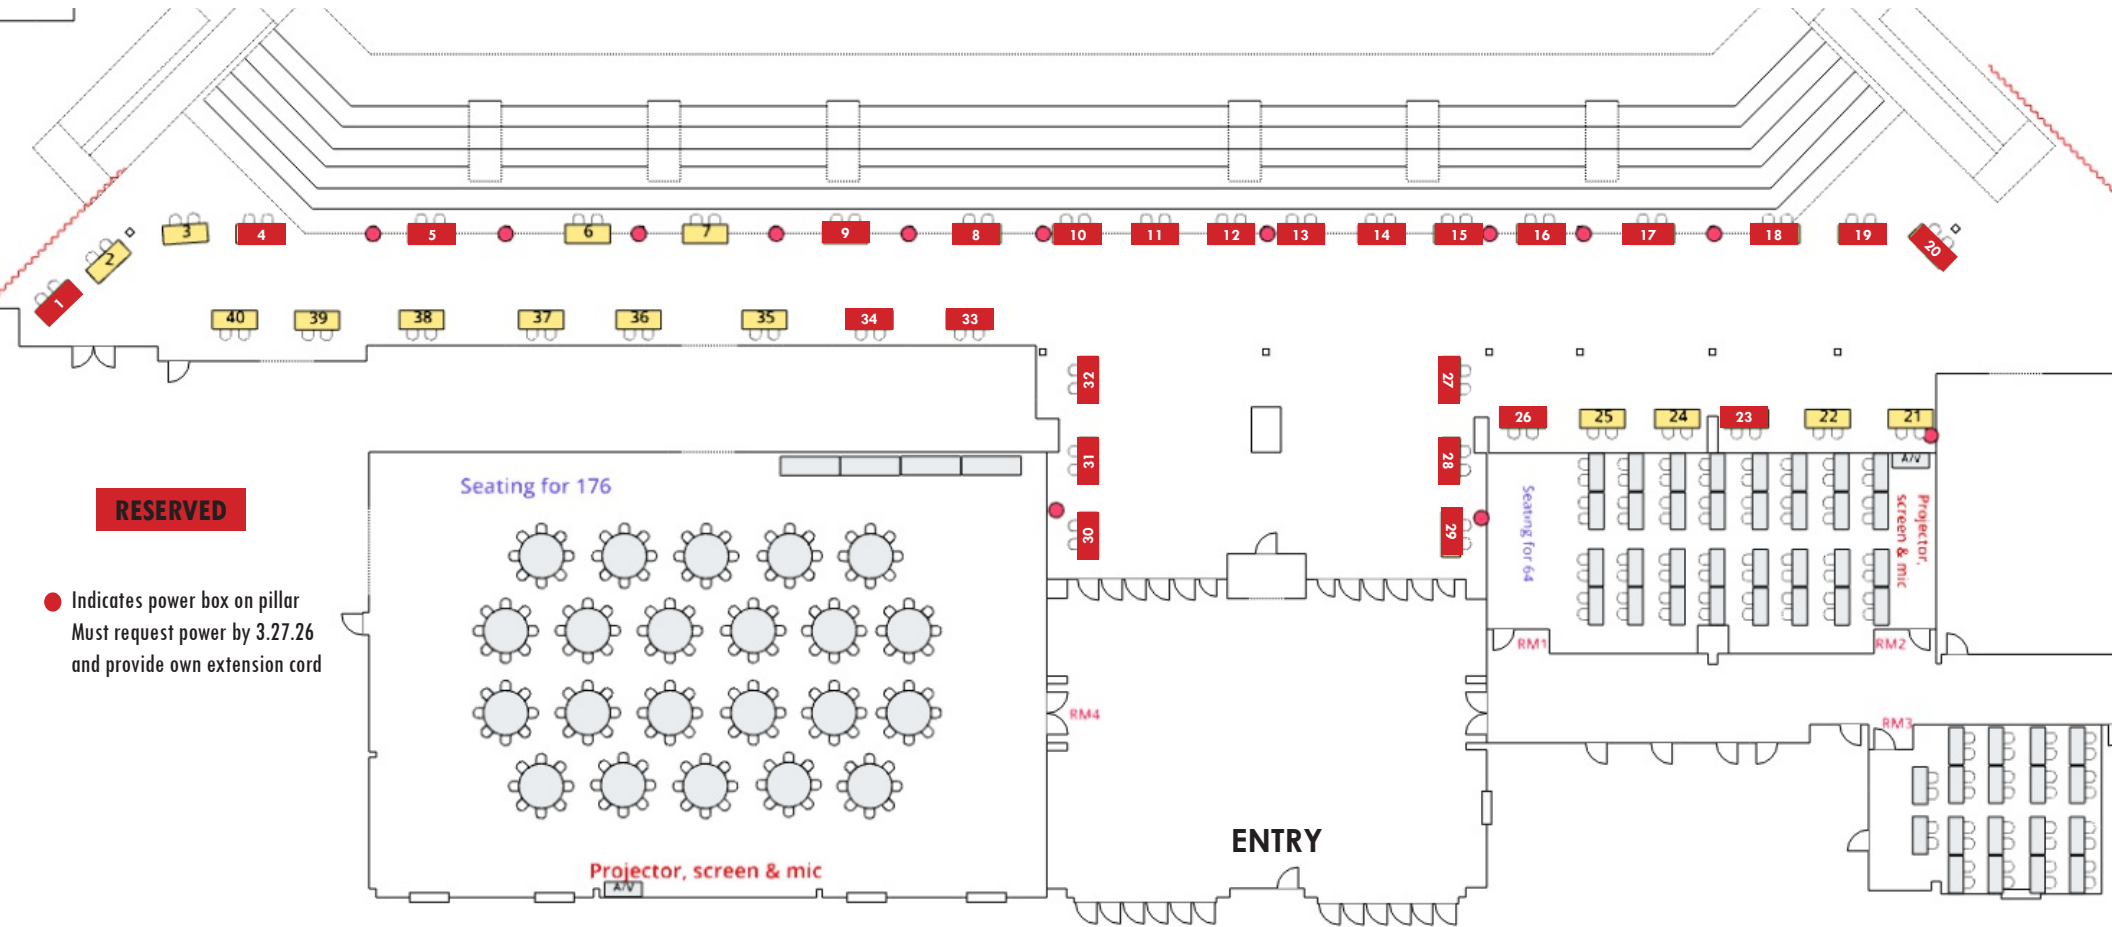 3
4
5
6
7
9
8
10
11
12
13
14
15
16
17
18
19
20
2
1
40
39
38
37
36
35
34
33
32
27
26
25
24
23
22
21
31
28
A/V
30
29
Seating for 176
RESERVED
Indicates power box on pillar
Must request power by 3.27.26
and provide own extension cord
Seating for 64
Projector,
screen & mic
RM1
RM2
RM4
RM3
ENTRY
Projector, screen & mic
A/V